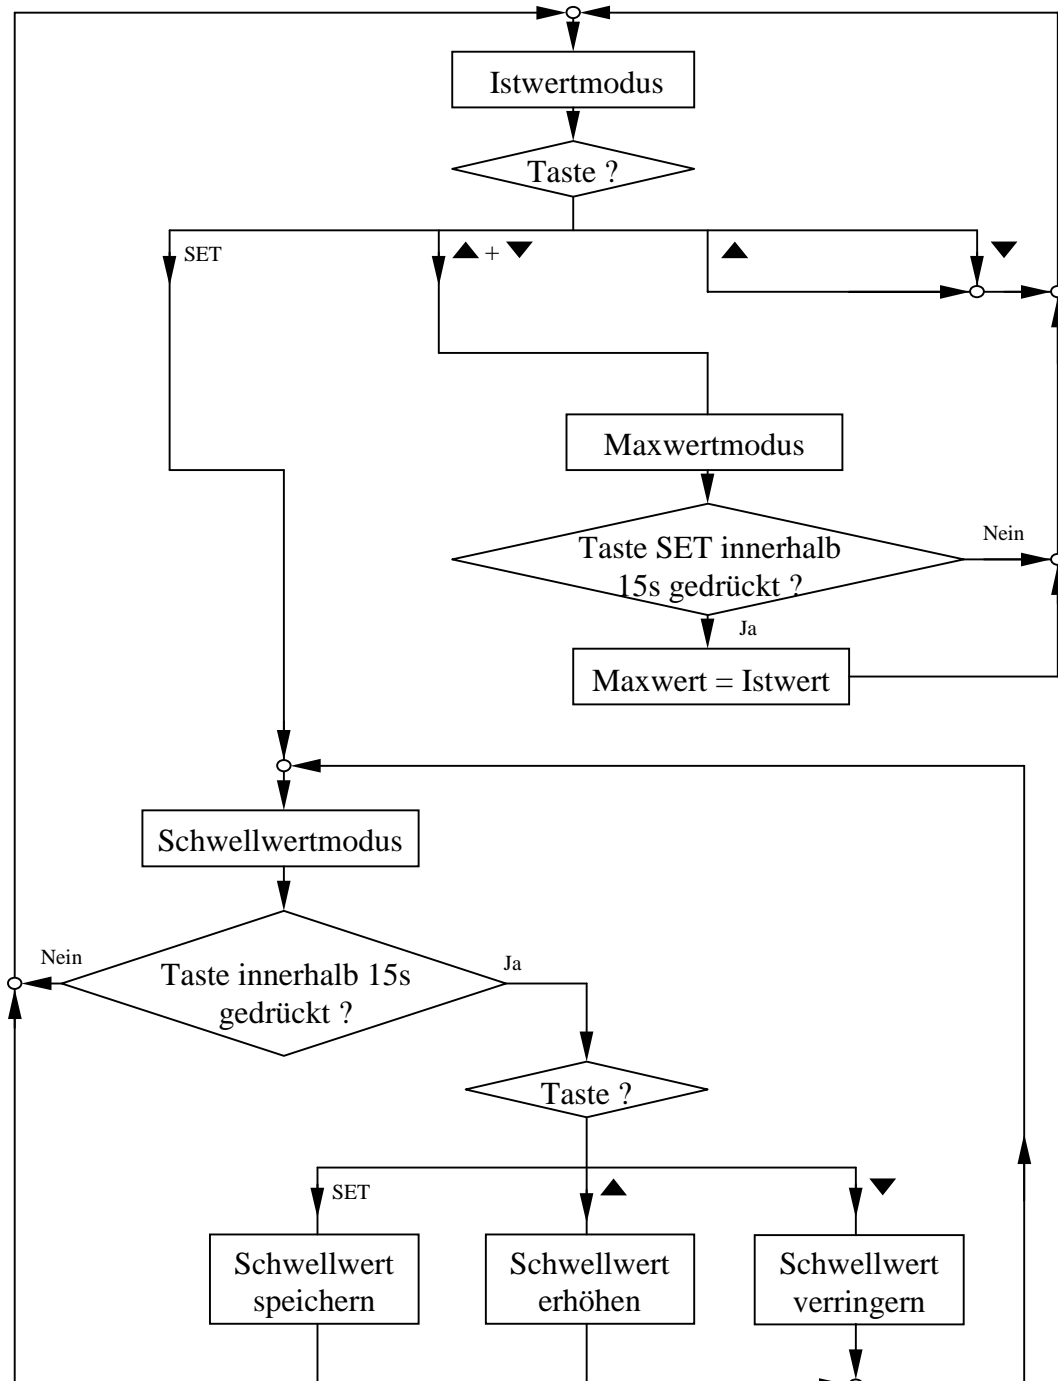 Istwertmodus
Taste ?
SET
▲ + ▼
▲
▼
Maxwertmodus
Taste SET innerhalb
15s gedrückt ?
Nein
Ja
Maxwert = Istwert
Schwellwertmodus
Nein
Taste innerhalb 15s
gedrückt ?
Ja
Taste ?
SET
▲
▼
Schwellwert
speichern
Schwellwert
erhöhen
Schwellwert
verringern